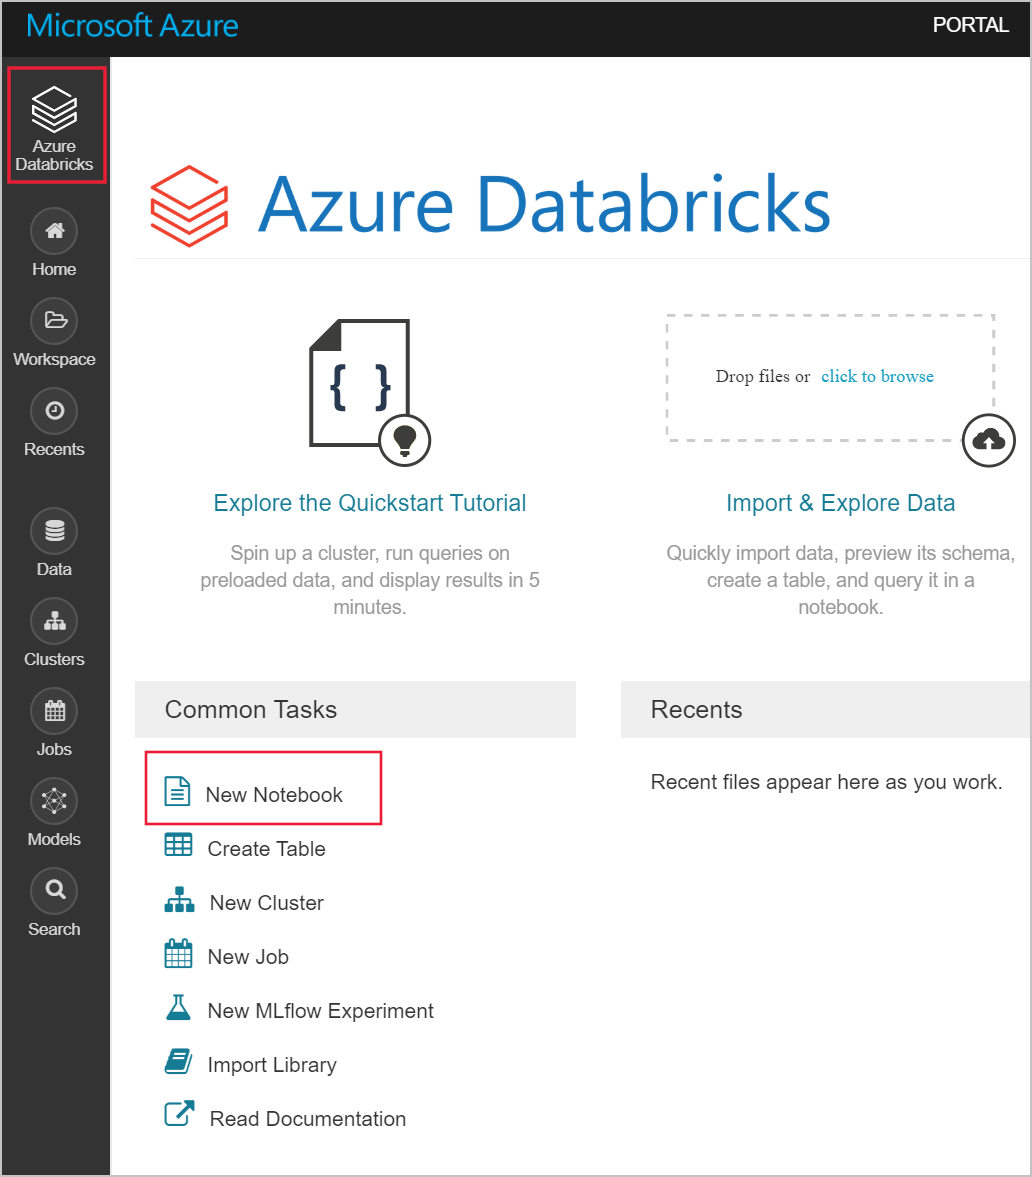 Microsoft Azure
PORTAL
Azure
Databricks
Home
Workspace
Recents
Data
Clusters
Jobs
Models
Search
Azure Databricks
{ }
Explore the Quickstart Tutorial
Spin up a cluster, run queries on
preloaded data, and display results in 5
minutes.
Drop files or click to browse
Import & Explore Data
Quickly import data, preview its schema,
create a table, and query it in a
notebook.
Common Tasks
New Notebook
Create Table
New Cluster
New Job
New MLflow Experiment
Import Library
Read Documentation
Recents
Recent files appear here as you work.